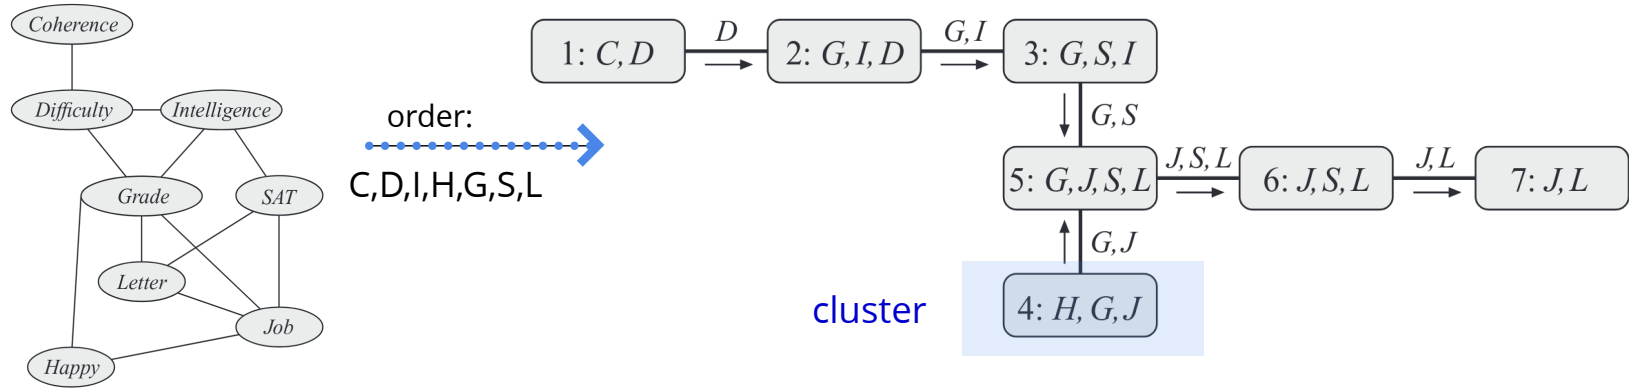 Coherence
Difficulty
Intelligence
Grade
SAT
Letter
Job
Happy
order:
C,D,I,H,G,S,L
1: C,D
D
2: G,I,D
G,I
3: G,S,I
G,S
5: G,J,S,L
J,S,L
6: J,S,L
J,L
7: J,L
G,J
cluster
4: H,G,J